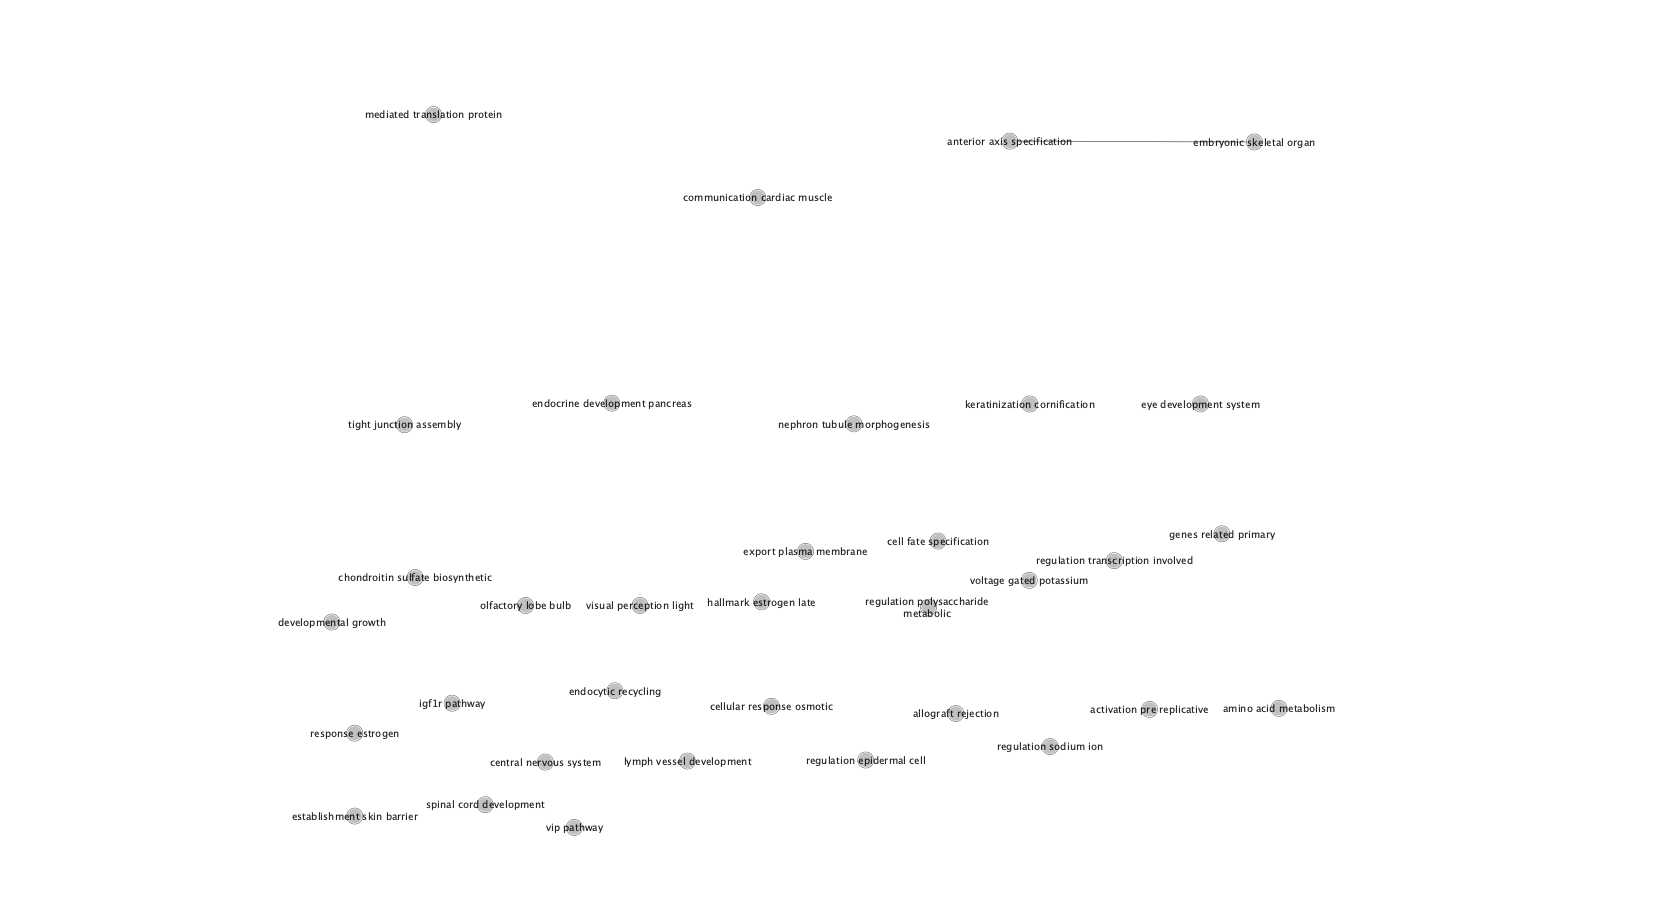 mediated translation protein
anterior axis specification
embryonic skeletal organ
communication cardiac muscle
endocrine development pancreas
keratinization cornification
eye development system
tight junction assembly
nephron tubule morphogenesis
genes related primary
cell fate specification
export plasma membrane
regulation transcription involved
chondroitin sulfate biosynthetic
voltage gated potassium
olfactory lobe bulb
visual perception light
hallmark estrogen late
regulation polysaccharide
metabolic
developmental growth
endocytic recycling
igf1r pathway
cellular response osmotic
allograft rejection
activation pre replicative
amino acid metabolism
response estrogen
regulation sodium ion
central nervous system
lymph vessel development
regulation epidermal cell
spinal cord development
establishment skin barrier
vip pathway